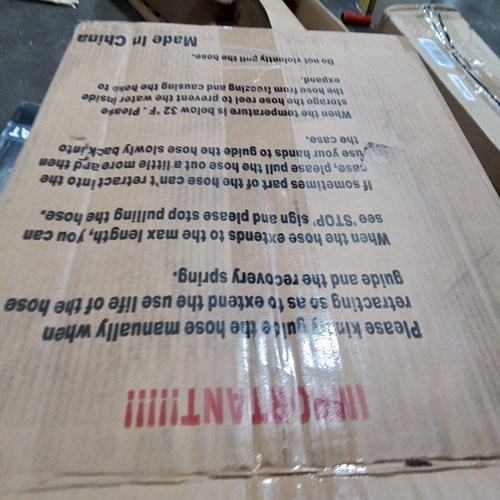 IMPORTANT!!!!!
Please kindly guide the hose manually when
retracting so as to extend the use life of the hose
guide and the recovery spring.
When the hose extends to the max length, you can
see "STOP" sign and please stop pulling the hose.
If sometimes part of the hose can't retract into the
case, please pull the hose out a little more and then
use your hands to guide the hose slowly back into
the case.
When the temperature is below 32 °F. Please
storage the hose reel to prevent the water inside
the hose from freezing and causing the hose to
expand.
Do not violently pull the hose.
Made In China